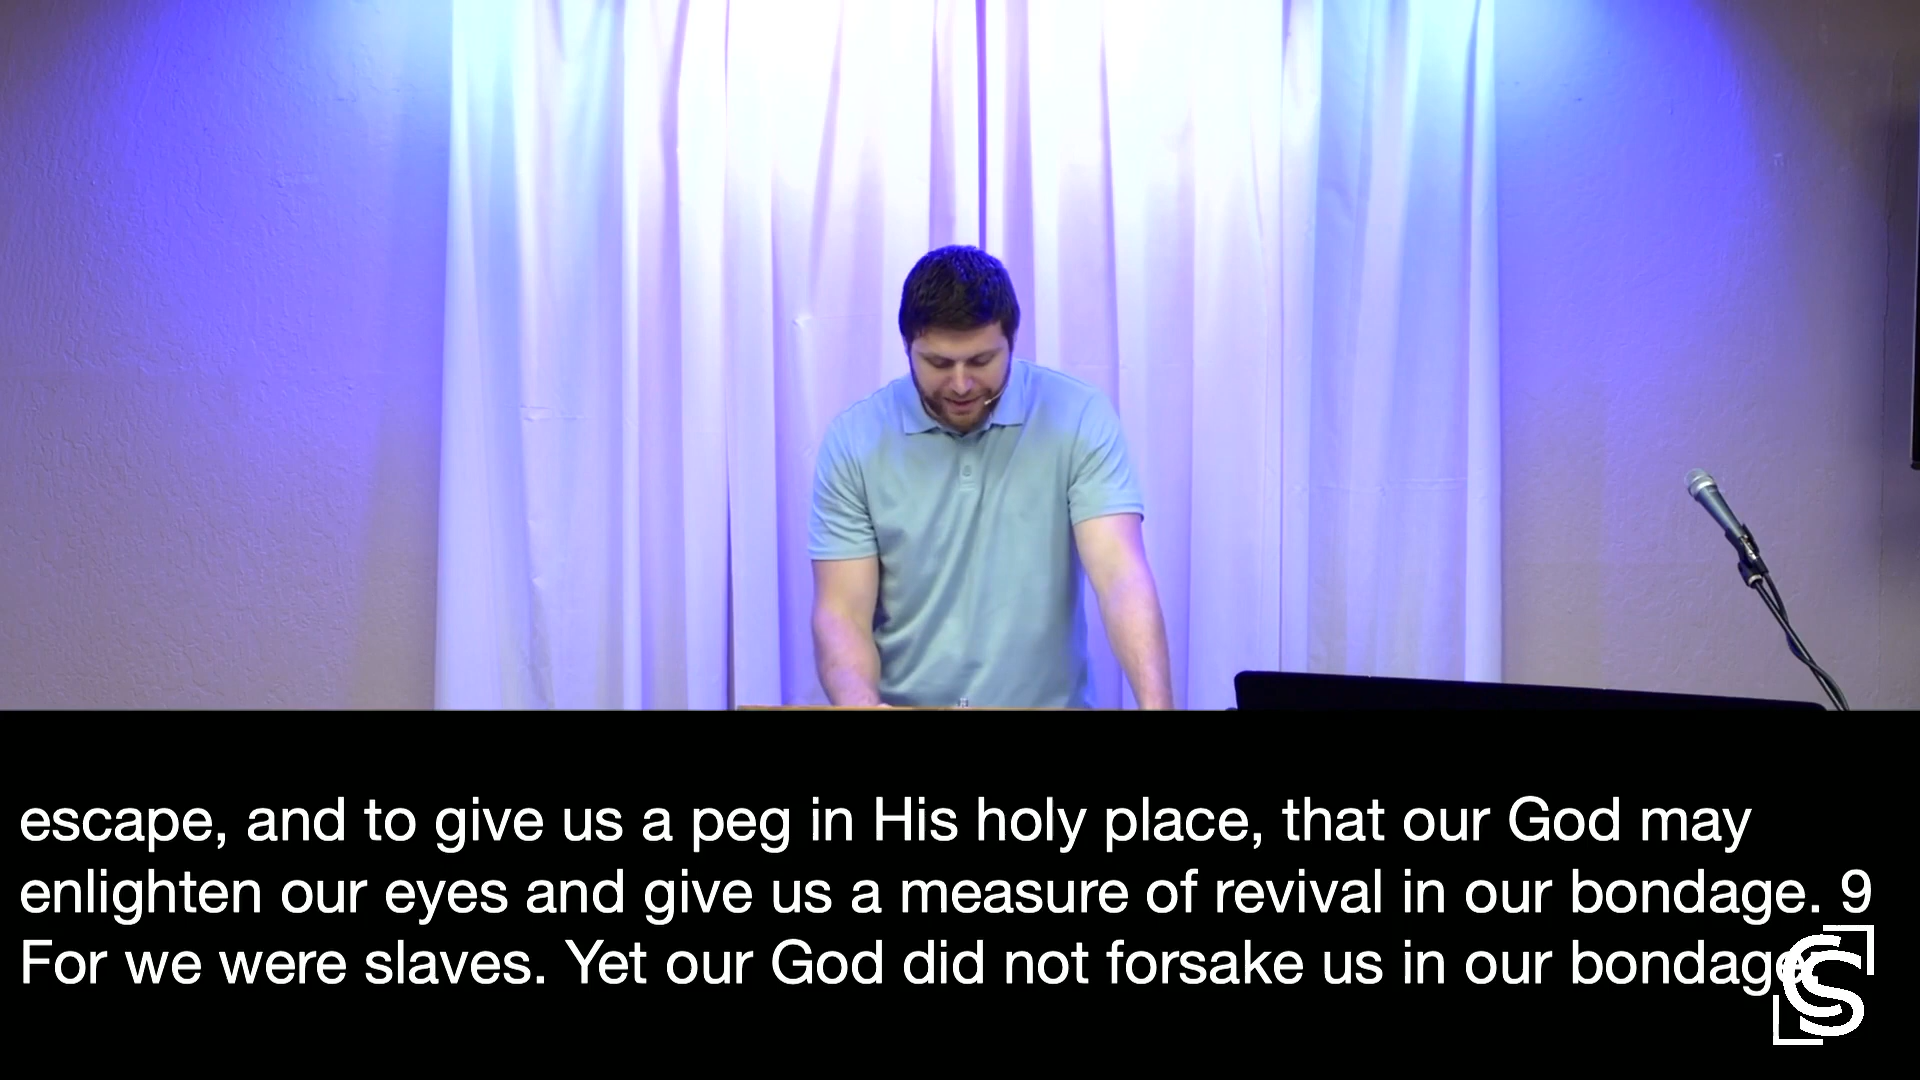 escape, and to give us a peg in His holy place, that our God may
enlighten our eyes and give us a measure of revival in our bondage. 9
For we were slaves. Yet our God did not forsake us in our bondage.
CS